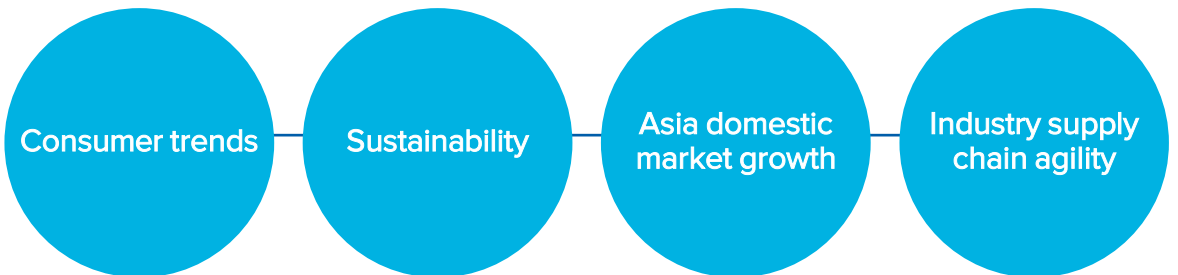 Consumer trends
Sustainability
Asia domestic
market growth
Industry supply
chain agility